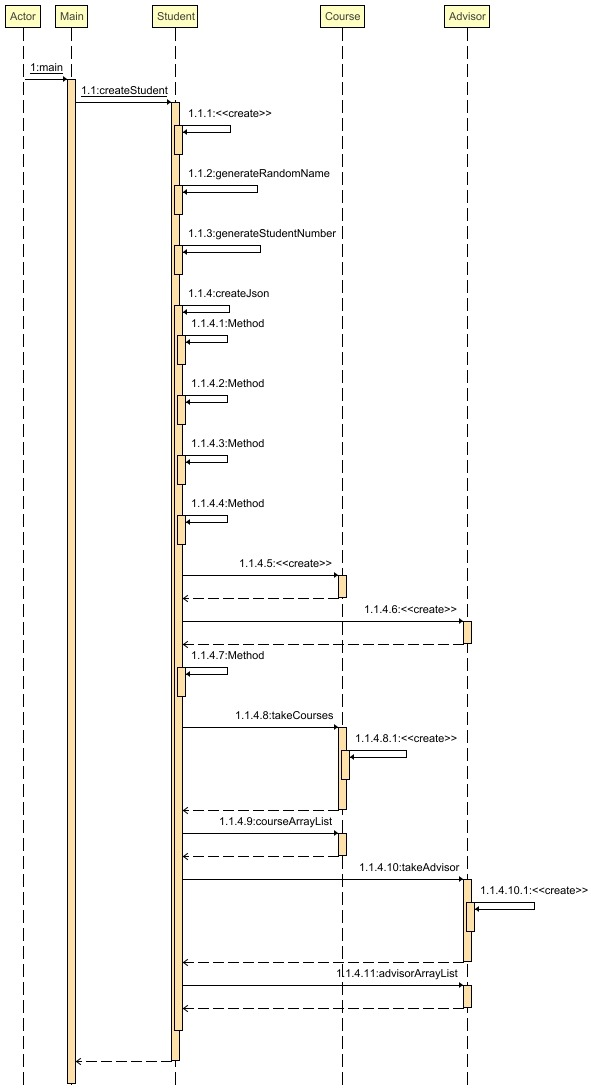 Actor Main Student Course Advisor
1:main
1.1:createStudent
1.1.1:<<create>>
1.1.2:generateRandomName
1.1.3:generateStudentNumber
1.1.4:createJson
1.1.4.1:Method
1.1.4.2:Method
1.1.4.3:Method
1.1.4.4:Method
1.1.4.5:<<create>>
1.1.4.6:<<create>>
1.1.4.7:Method
1.1.4.8:takeCourses
1.1.4.8.1:<<create>>
1.1.4.9:courseArrayList
1.1.4.10:takeAdvisor
1.1.4.10.1:<<create>>
1.1.4.11:advisorArrayList